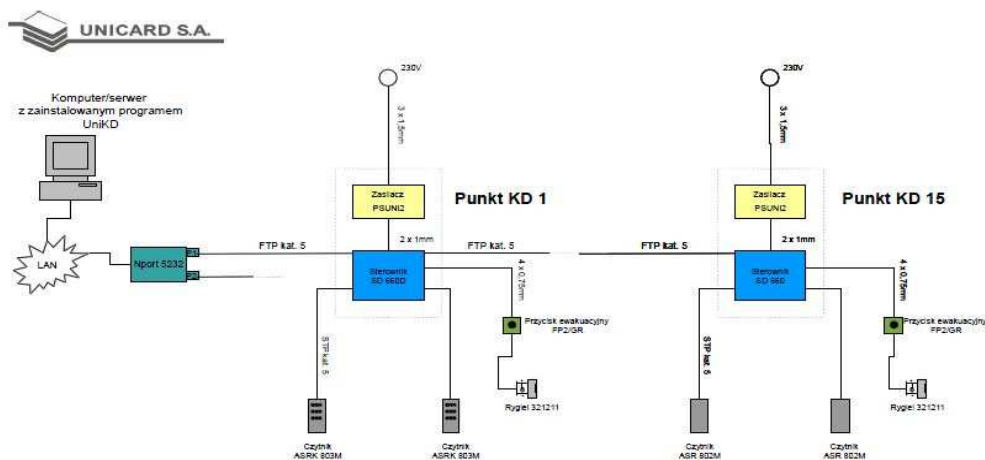 UNICARD S.A.
Komputer/serwer
z zainstalowanym programem
UniKD
LAN
Nport 5232
P1
P2
FTP kat. 5
230V
3 x 1,5mm
Zasilacz
PSUNI2
Punkt KD 1
2 x 1mm
Sterownik
SD 660D
FTP kat. 5
4 x 0,75mm
Przycisk ewakuacyjny
FP2/GR
Rygiel 321211
STP kat. 5
Czytnik
ASRK 803M
Czytnik
ASRK 803M
230V
3 x 1,5mm
Zasilacz
PSUNI2
Punkt KD 15
2 x 1mm
FTP kat. 5
Sterownik
SD 660
4 x 0,75mm
Przycisk ewakuacyjny
FP2/GR
Rygiel 321211
STP kat. 5
Czytnik
ASR 802M
Czytnik
ASR 802M